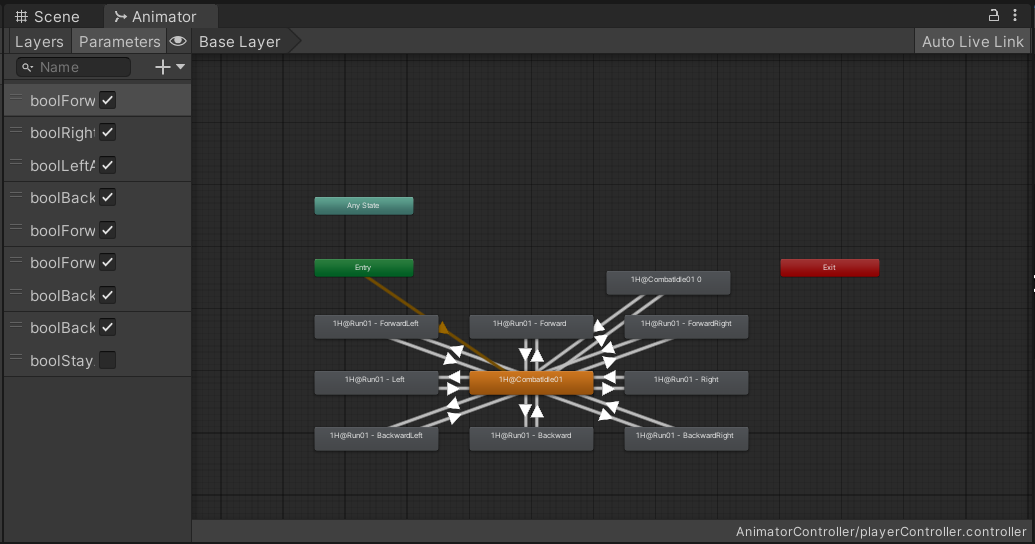 Scene Animator
Layers Parameters Base Layer Auto Live Link
Name
boolForw
boolRight
boolLeftA
boolBack
boolForw
boolForw
boolBack
boolBack
boolStay
Any State
Entry
Exit
1H@CombatIdle01 0
1H@Run01 - ForwardLeft
1H@Run01 - Forward
1H@Run01 - ForwardRight
1H@Run01 - Left
1H@CombatIdle01
1H@Run01 - Right
1H@Run01 - BackwardLeft
1H@Run01 - Backward
1H@Run01 - BackwardRight
AnimatorController/playerController.controller